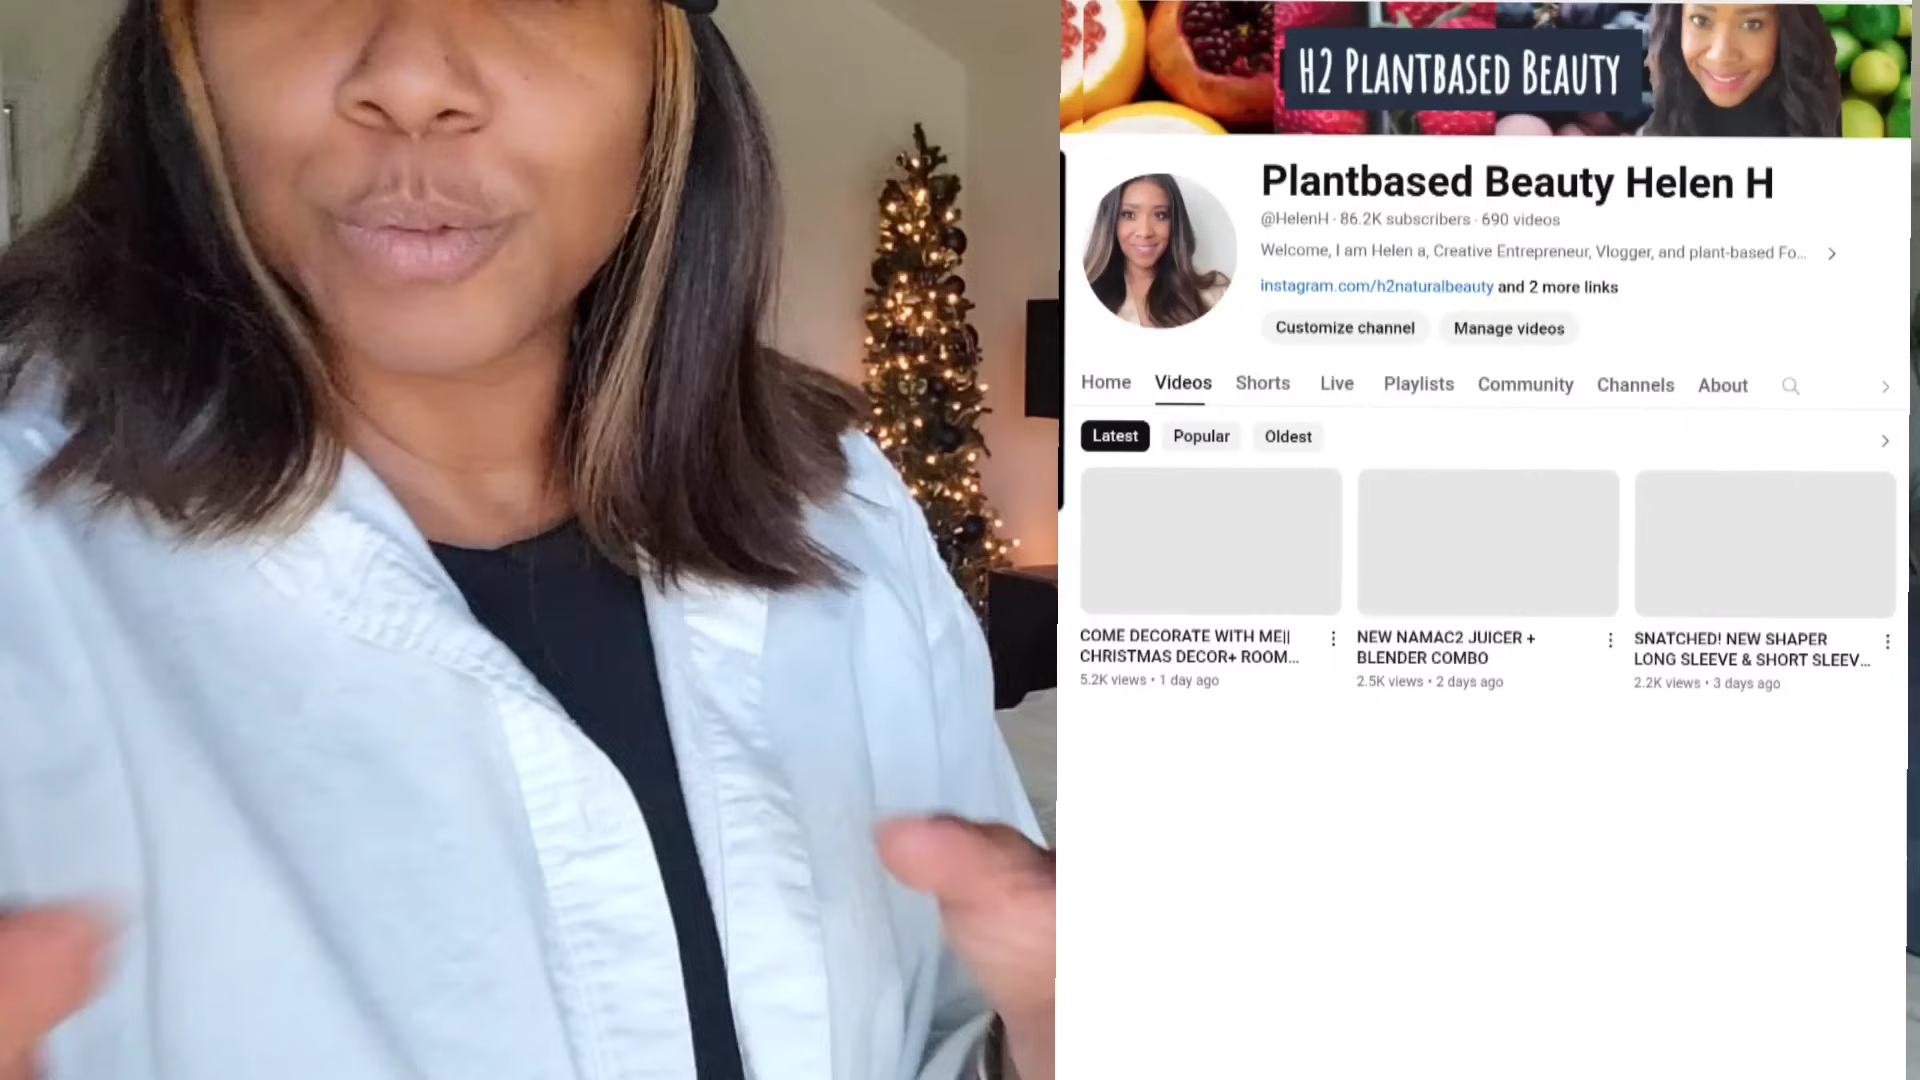 H2 PLANTBASED BEAUTY
Plantbased Beauty Helen H
@HelenH · 86.2K subscribers · 690 videos
Welcome, I am Helen a, Creative Entrepreneur, Vlogger, and plant-based Fo...
instagram.com/h2naturalbeauty and 2 more links
Customize channel
Manage videos
Home
Videos
Shorts
Live
Playlists
Community
Channels
About
Latest
Popular
Oldest
COME DECORATE WITH ME||
CHRISTMAS DECOR+ ROOM...
5.2K views • 1 day ago
NEW NAMAC2 JUICER +
BLENDER COMBO
2.5K views • 2 days ago
SNATCHED! NEW SHAPER
LONG SLEEVE & SHORT SLEEV...
2.2K views • 3 days ago